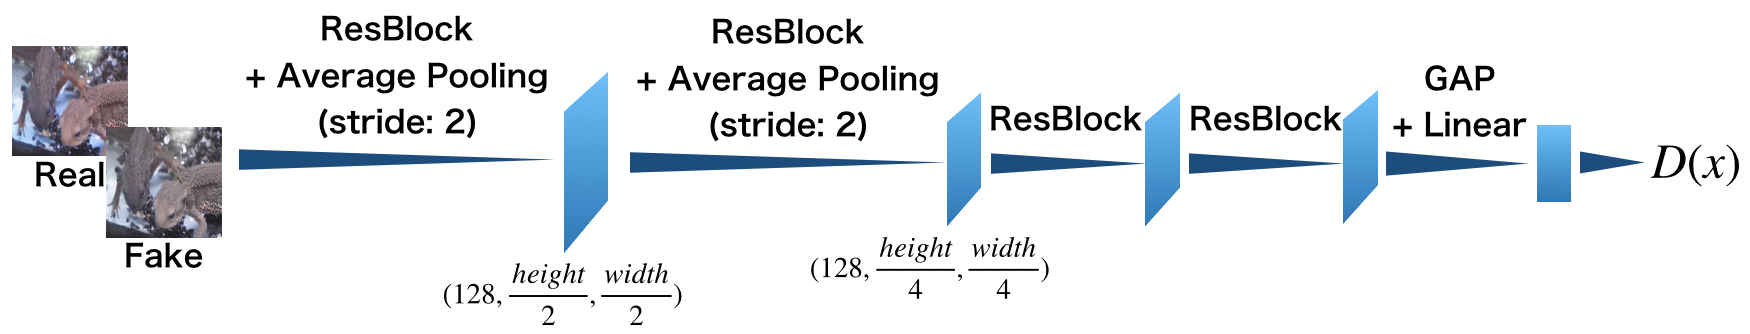 Real
Fake
ResBlock
+ Average Pooling
(stride: 2)
(128, height/2, width/2)
ResBlock
+ Average Pooling
(stride: 2)
(128, height/4, width/4)
ResBlock
ResBlock
GAP
+ Linear
D(x)